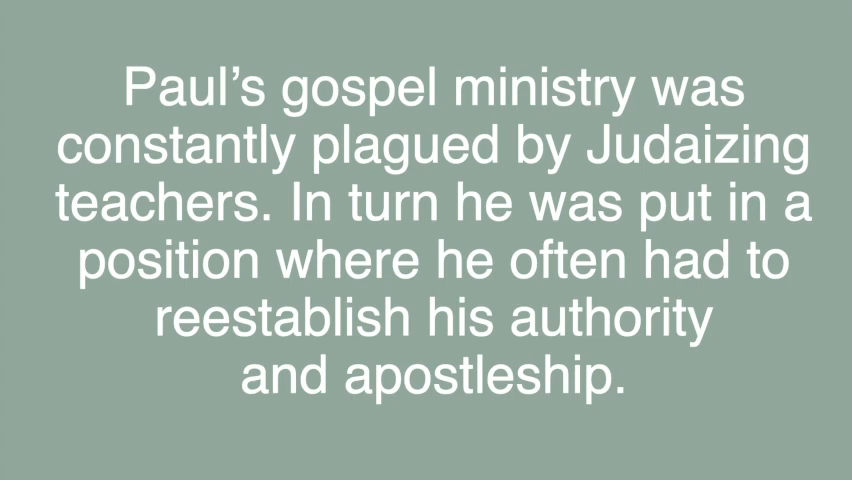 Paul’s gospel ministry was
constantly plagued by Judaizing
teachers. In turn he was put in a
position where he often had to
reestablish his authority
and apostleship.